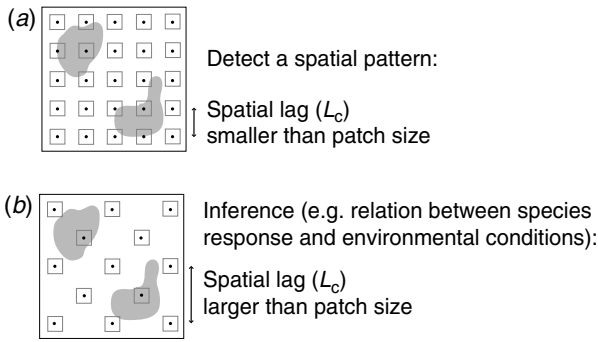 (a)
Detect a spatial pattern:
Spatial lag (Lc)
smaller than patch size
(b)
Inference (e.g. relation between species
response and environmental conditions):
Spatial lag (Lc)
larger than patch size